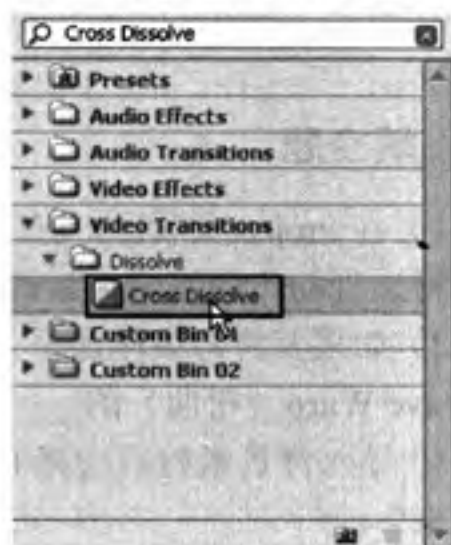 Cross Dissolve
Presets
Audio Effects
Audio Transitions
Video Effects
Video Transitions
Dissolve
Cross Dissolve
Custom Bin 01
Custom Bin 02